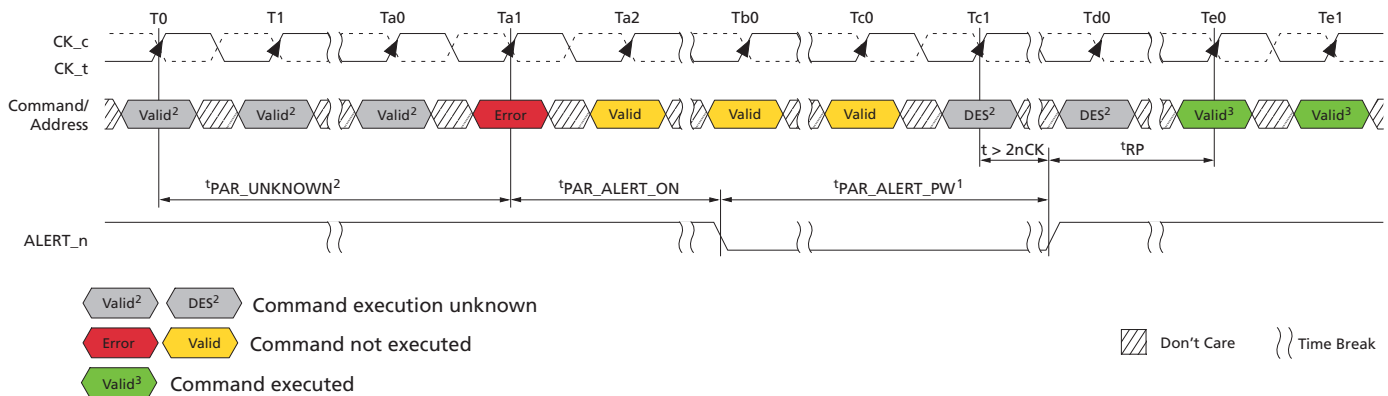 T0 T1 Ta0 Ta1 Ta2 Tb0 Tc0 Tc1 Td0 Te0 Te1
CK_c
CK_t
Command/
Address
Valid² Valid² Valid² Error Valid Valid Valid DES² DES² Valid³ Valid³
t > 2nCK tRP
tPAR_UNKNOWN² tPAR_ALERT_ON tPAR_ALERT_PW¹
ALERT_n
Valid² DES² Command execution unknown
Error Valid Command not executed
Don't Care Time Break
Valid³ Command executed